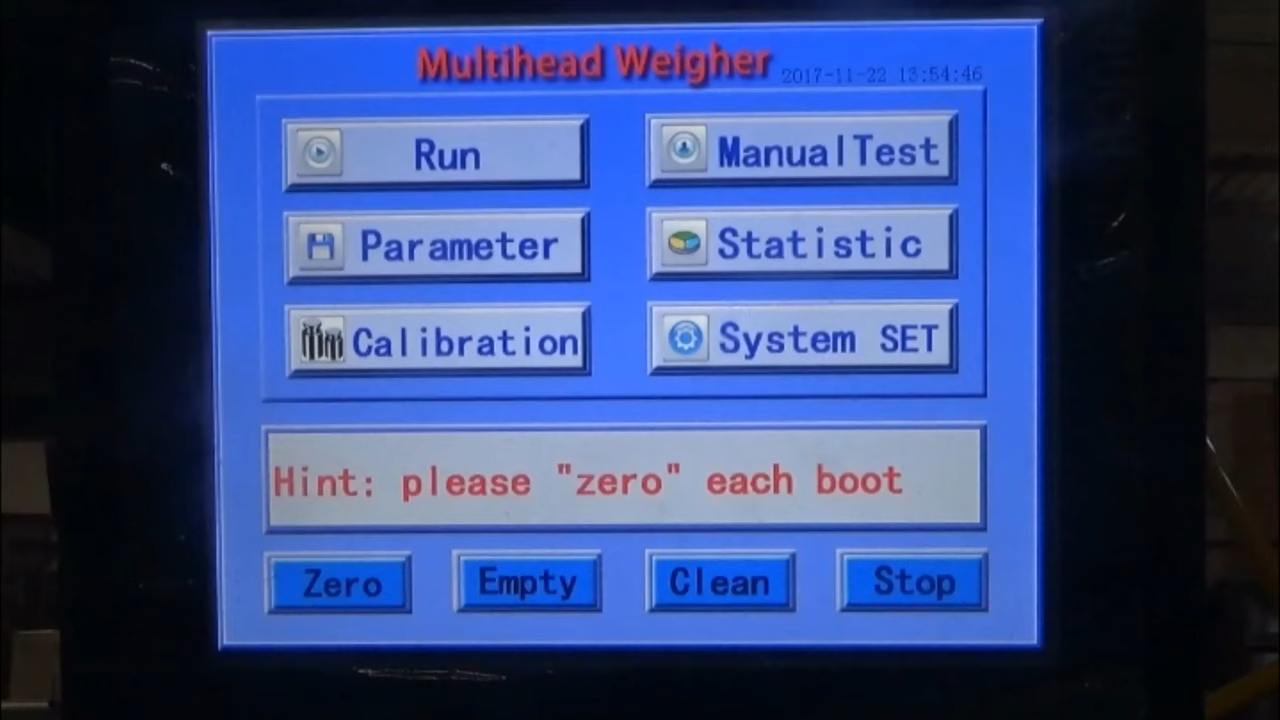 Multihead Weigher
2017-11-22 13:54:46
Run
ManualTest
Parameter
Statistic
Calibration
System SET
Hint: please "zero" each boot
Zero
Empty
Clean
Stop